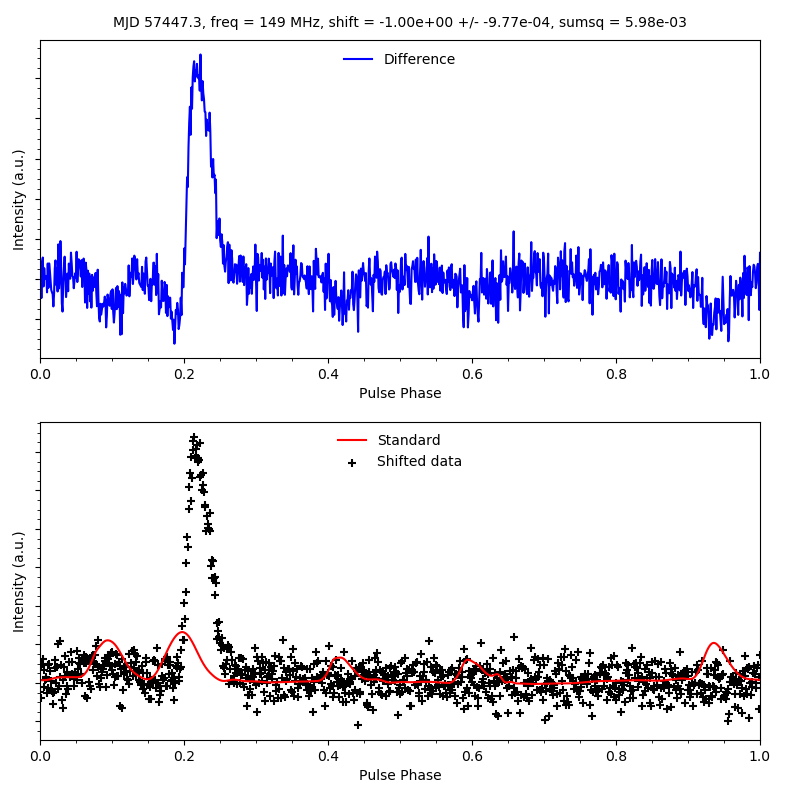 MJD 57447.3, freq = 149 MHz, shift = -1.00e+00 +/- -9.77e-04, sumsq = 5.98e-03
Difference
Intensity (a.u.)
0.0 0.2 0.4 0.6 0.8 1.0
Pulse Phase
Standard
Shifted data
Intensity (a.u.)
0.0 0.2 0.4 0.6 0.8 1.0
Pulse Phase